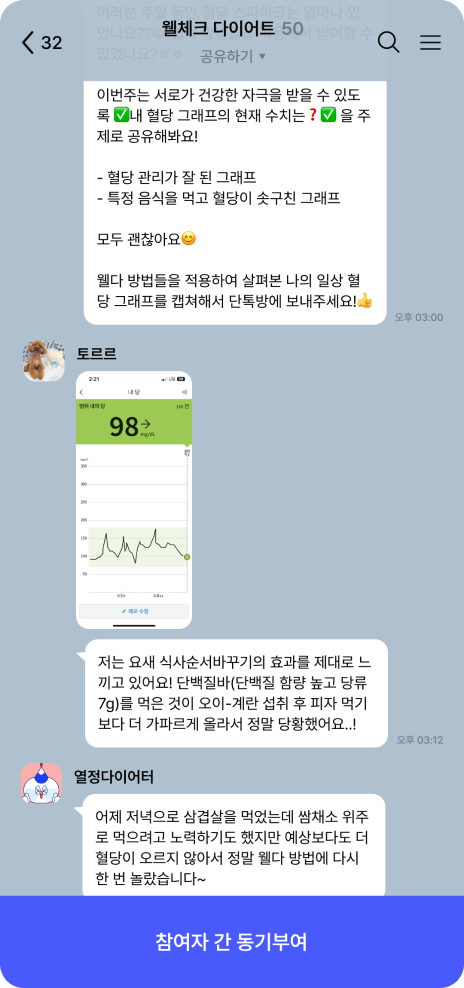 여러분 주말 동안 혈당 스파이크는 얼마나 있
웰체크 다이어트 50
32
공유하기 ▾
있었나요?ㅎㅎ
이번주는 서로가 건강한 자극을 받을 수 있도
록 ✅내 혈당 그래프의 현재 수치는❓✅ 을 주
제로 공유해봐요!
- 혈당 관리가 잘 된 그래프
- 특정 음식을 먹고 혈당이 솟구친 그래프
모두 괜찮아요😊
웰다 방법들을 적용하여 살펴본 나의 일상 혈
당 그래프를 캡쳐해서 단톡방에 보내주세요!👍
오후 03:00
토르르
2:21
LTE
내 당
범위 내의 당
1m 전
98→
mg/dL
350
300
250
200
150
100
50
메모 수정
저는 요새 식사순서바꾸기의 효과를 제대로 느
끼고 있어요! 단백질바(단백질 함량 높고 당류
7g)를 먹은 것이 오이-계란 섭취 후 피자 먹기
보다 더 가파르게 올라서 정말 당황했어요..!
오후 03:12
열정다이어터
어제 저녁으로 삼겹살을 먹었는데 쌈채소 위주
로 먹으려고 노력하기도 했지만 예상보다도 더
혈당이 오르지 않아서 정말 웰다 방법에 다시
한 번 놀랐습니다~
참여자 간 동기부여